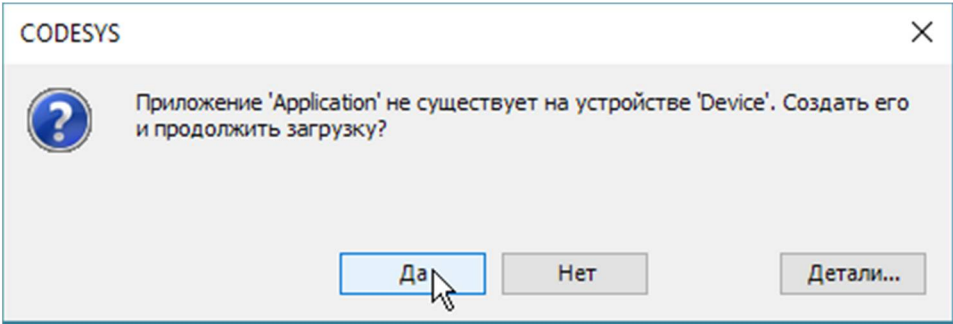 CODESYS
Приложение 'Application' не существует на устройстве 'Device'. Создать его
и продолжить загрузку?
Да
Нет
Детали...